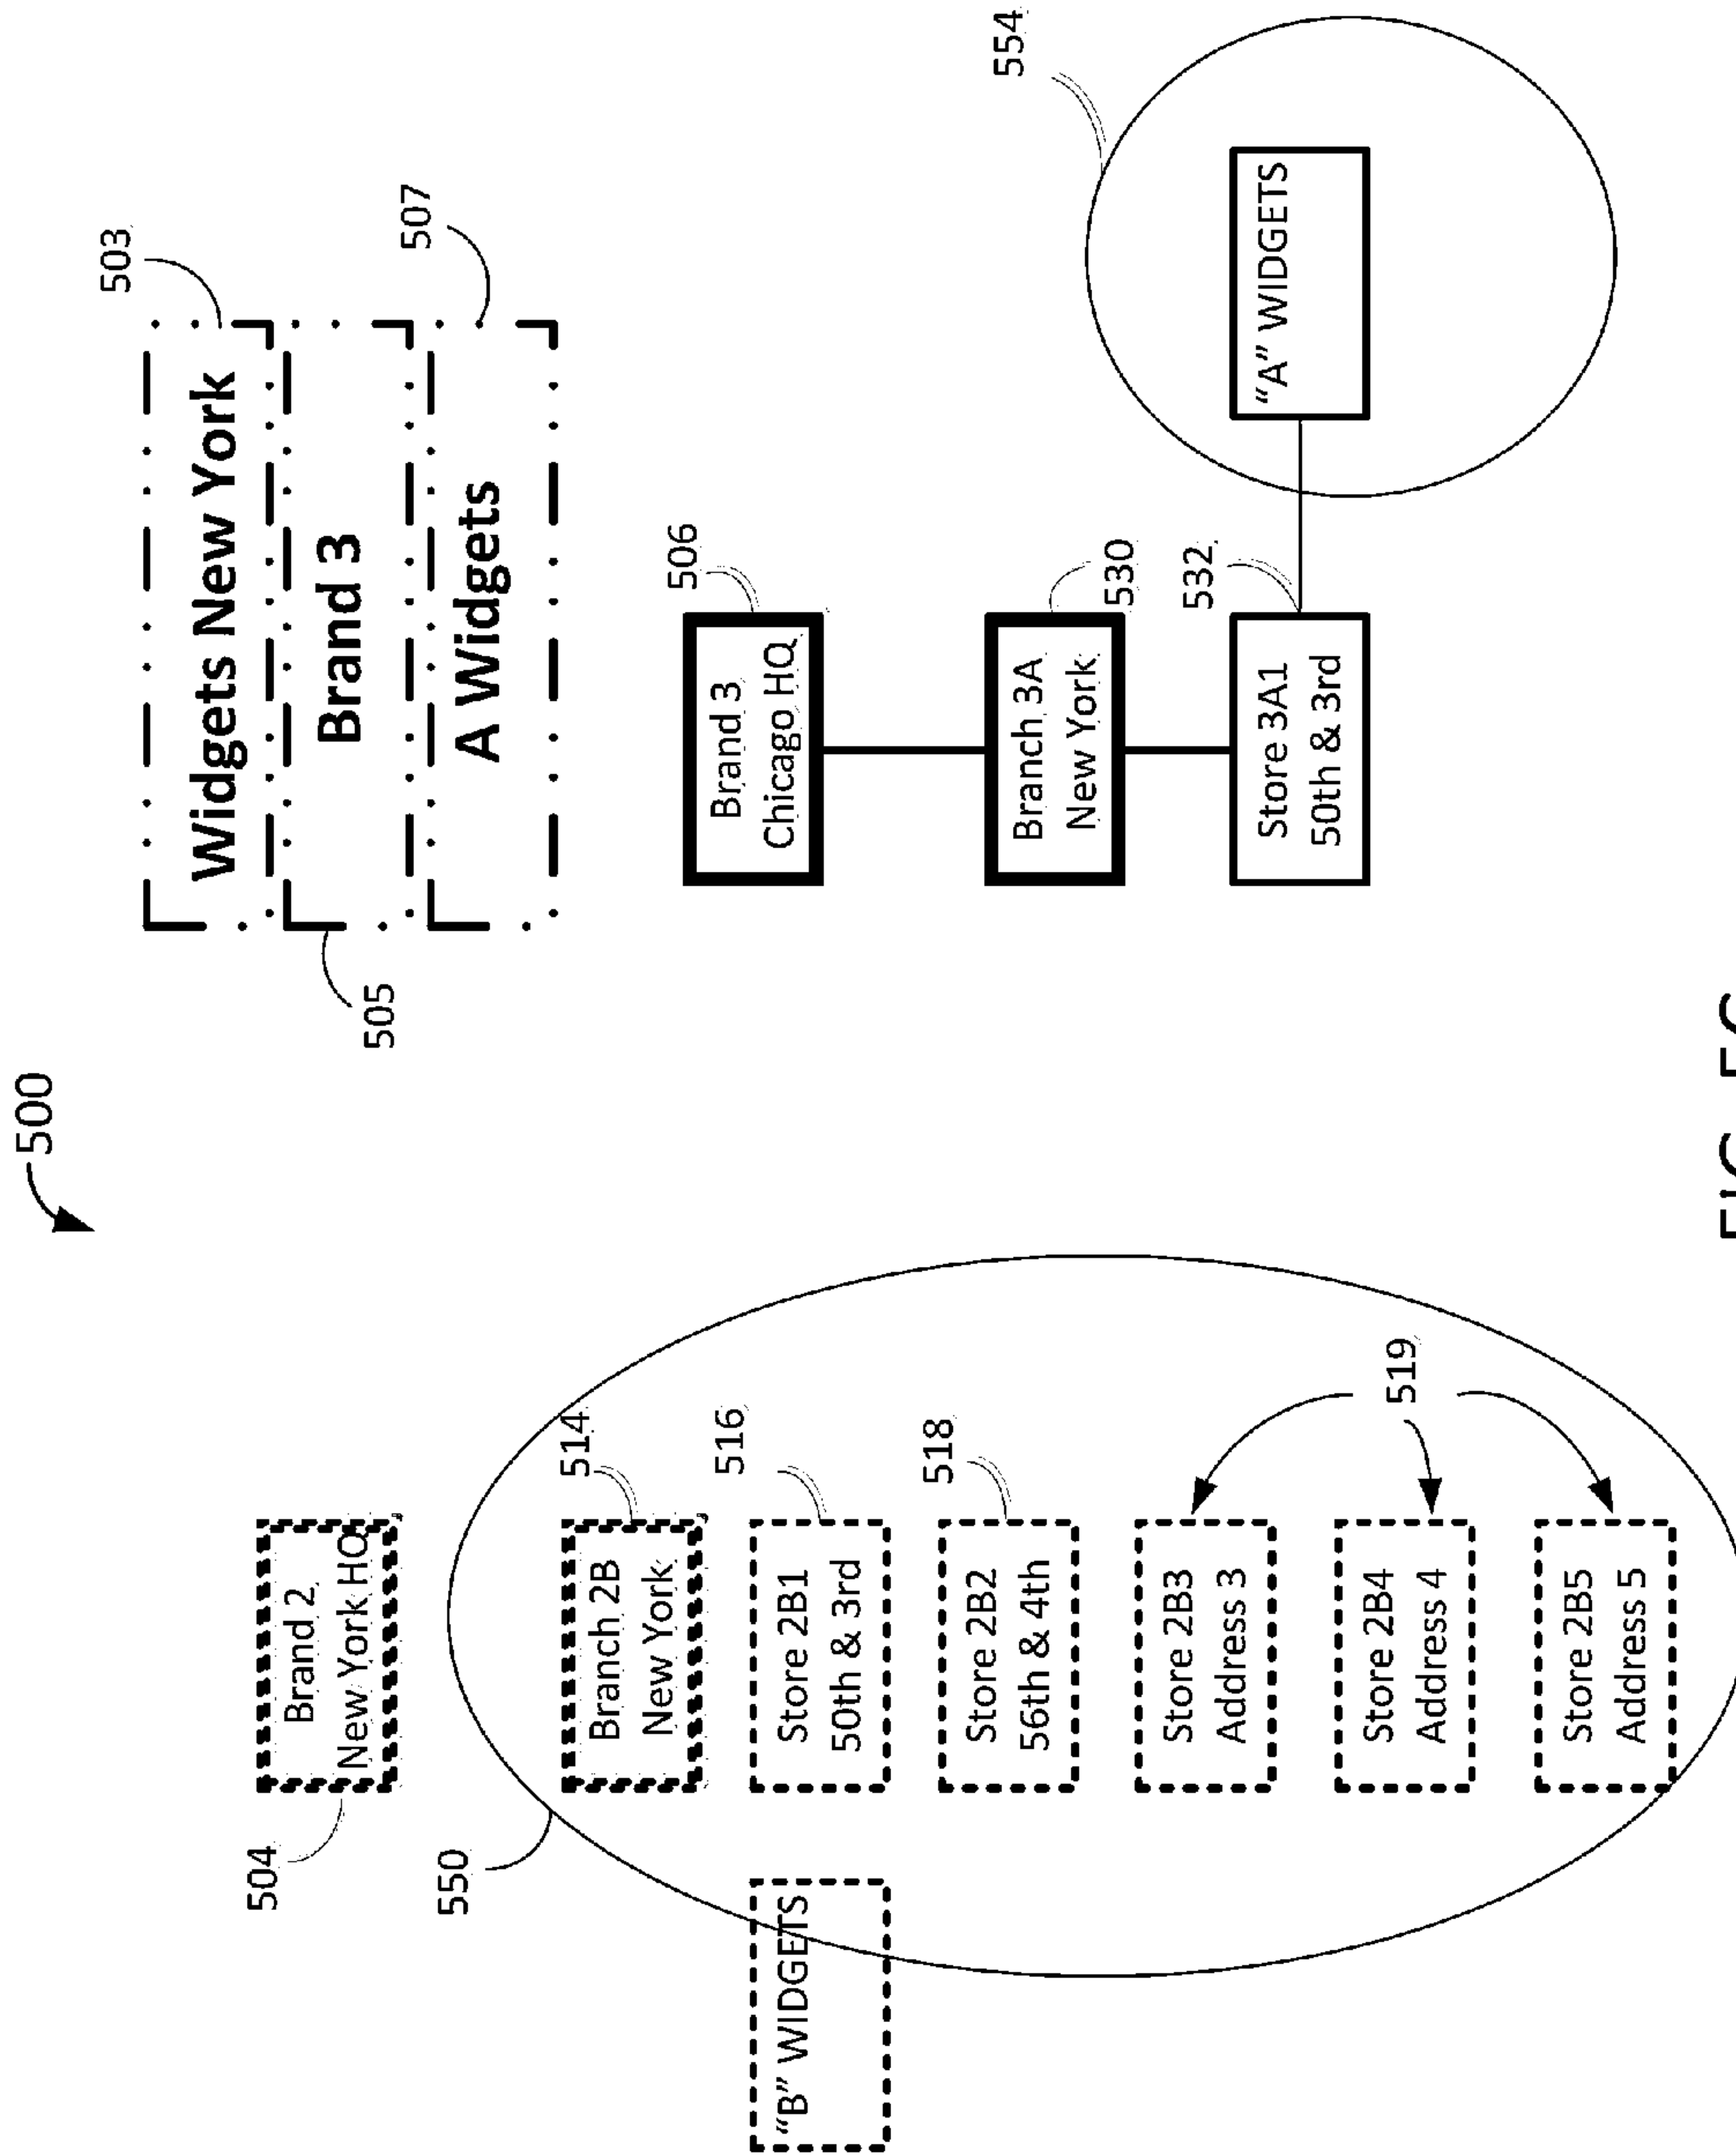 500
503
Widgets New York
Brand 3
505
507
A Widgets
504
Brand 2
New York HQ
550
514
Branch 2B
New York
516
"B" WIDGETS
Store 2B1
50th & 3rd
518
Store 2B2
56th & 4th
Store 2B3
Address 3
519
Store 2B4
Address 4
Store 2B5
Address 5
506
Brand 3
Chicago HQ
554
Branch 3A
New York
530
532
Store 3A1
50th & 3rd
"A" WIDGETS